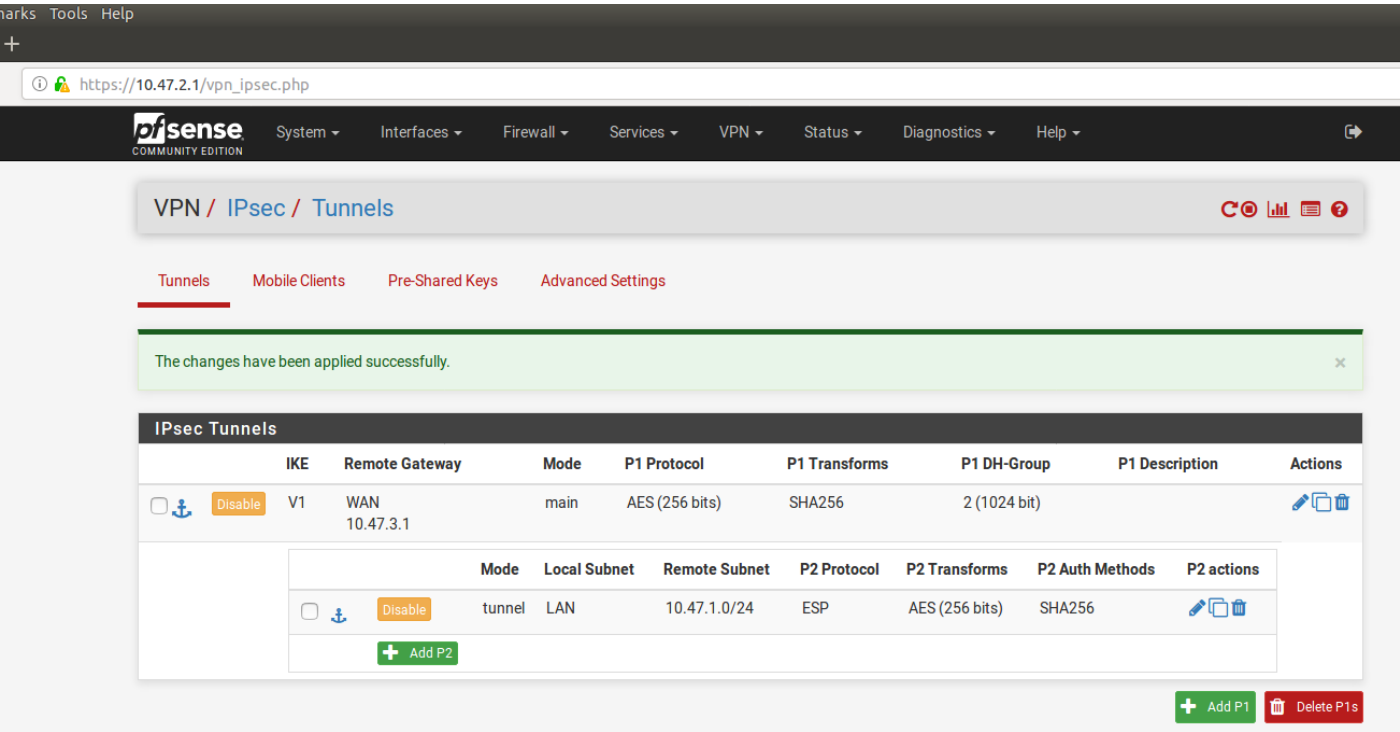 marks Tools Help
+
https://10.47.2.1/vpn_ipsec.php
pfsense COMMUNITY EDITION System Interfaces Firewall Services VPN Status Diagnostics Help
VPN / IPsec / Tunnels
Tunnels Mobile Clients Pre-Shared Keys Advanced Settings
The changes have been applied successfully. ×
IPsec Tunnels
IKE Remote Gateway Mode P1 Protocol P1 Transforms P1 DH-Group P1 Description Actions
Disable V1 WAN main AES (256 bits) SHA256 2 (1024 bit)
10.47.3.1
Mode Local Subnet Remote Subnet P2 Protocol P2 Transforms P2 Auth Methods P2 actions
Disable tunnel LAN 10.47.1.0/24 ESP AES (256 bits) SHA256
Add P2
Add P1 Delete P1s